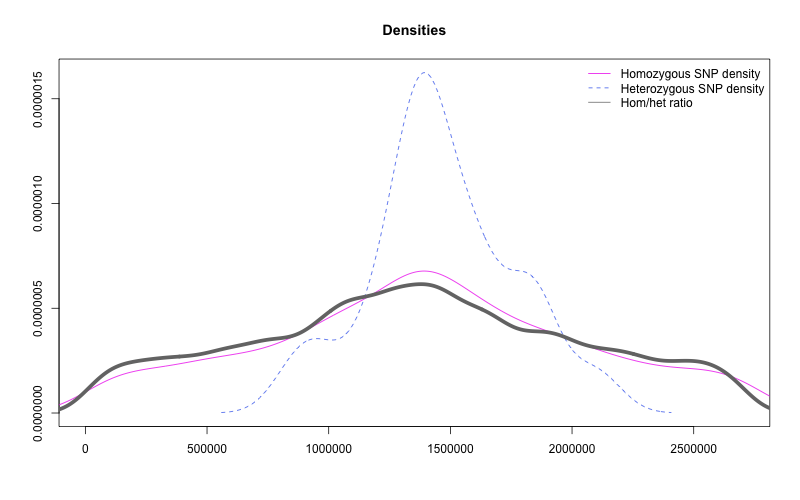 Densities
Homozygous SNP density
Heterozygous SNP density
Hom/het ratio
0.0000015
0.0000010
0.0000005
0.0000000
0 500000 1000000 1500000 2000000 2500000